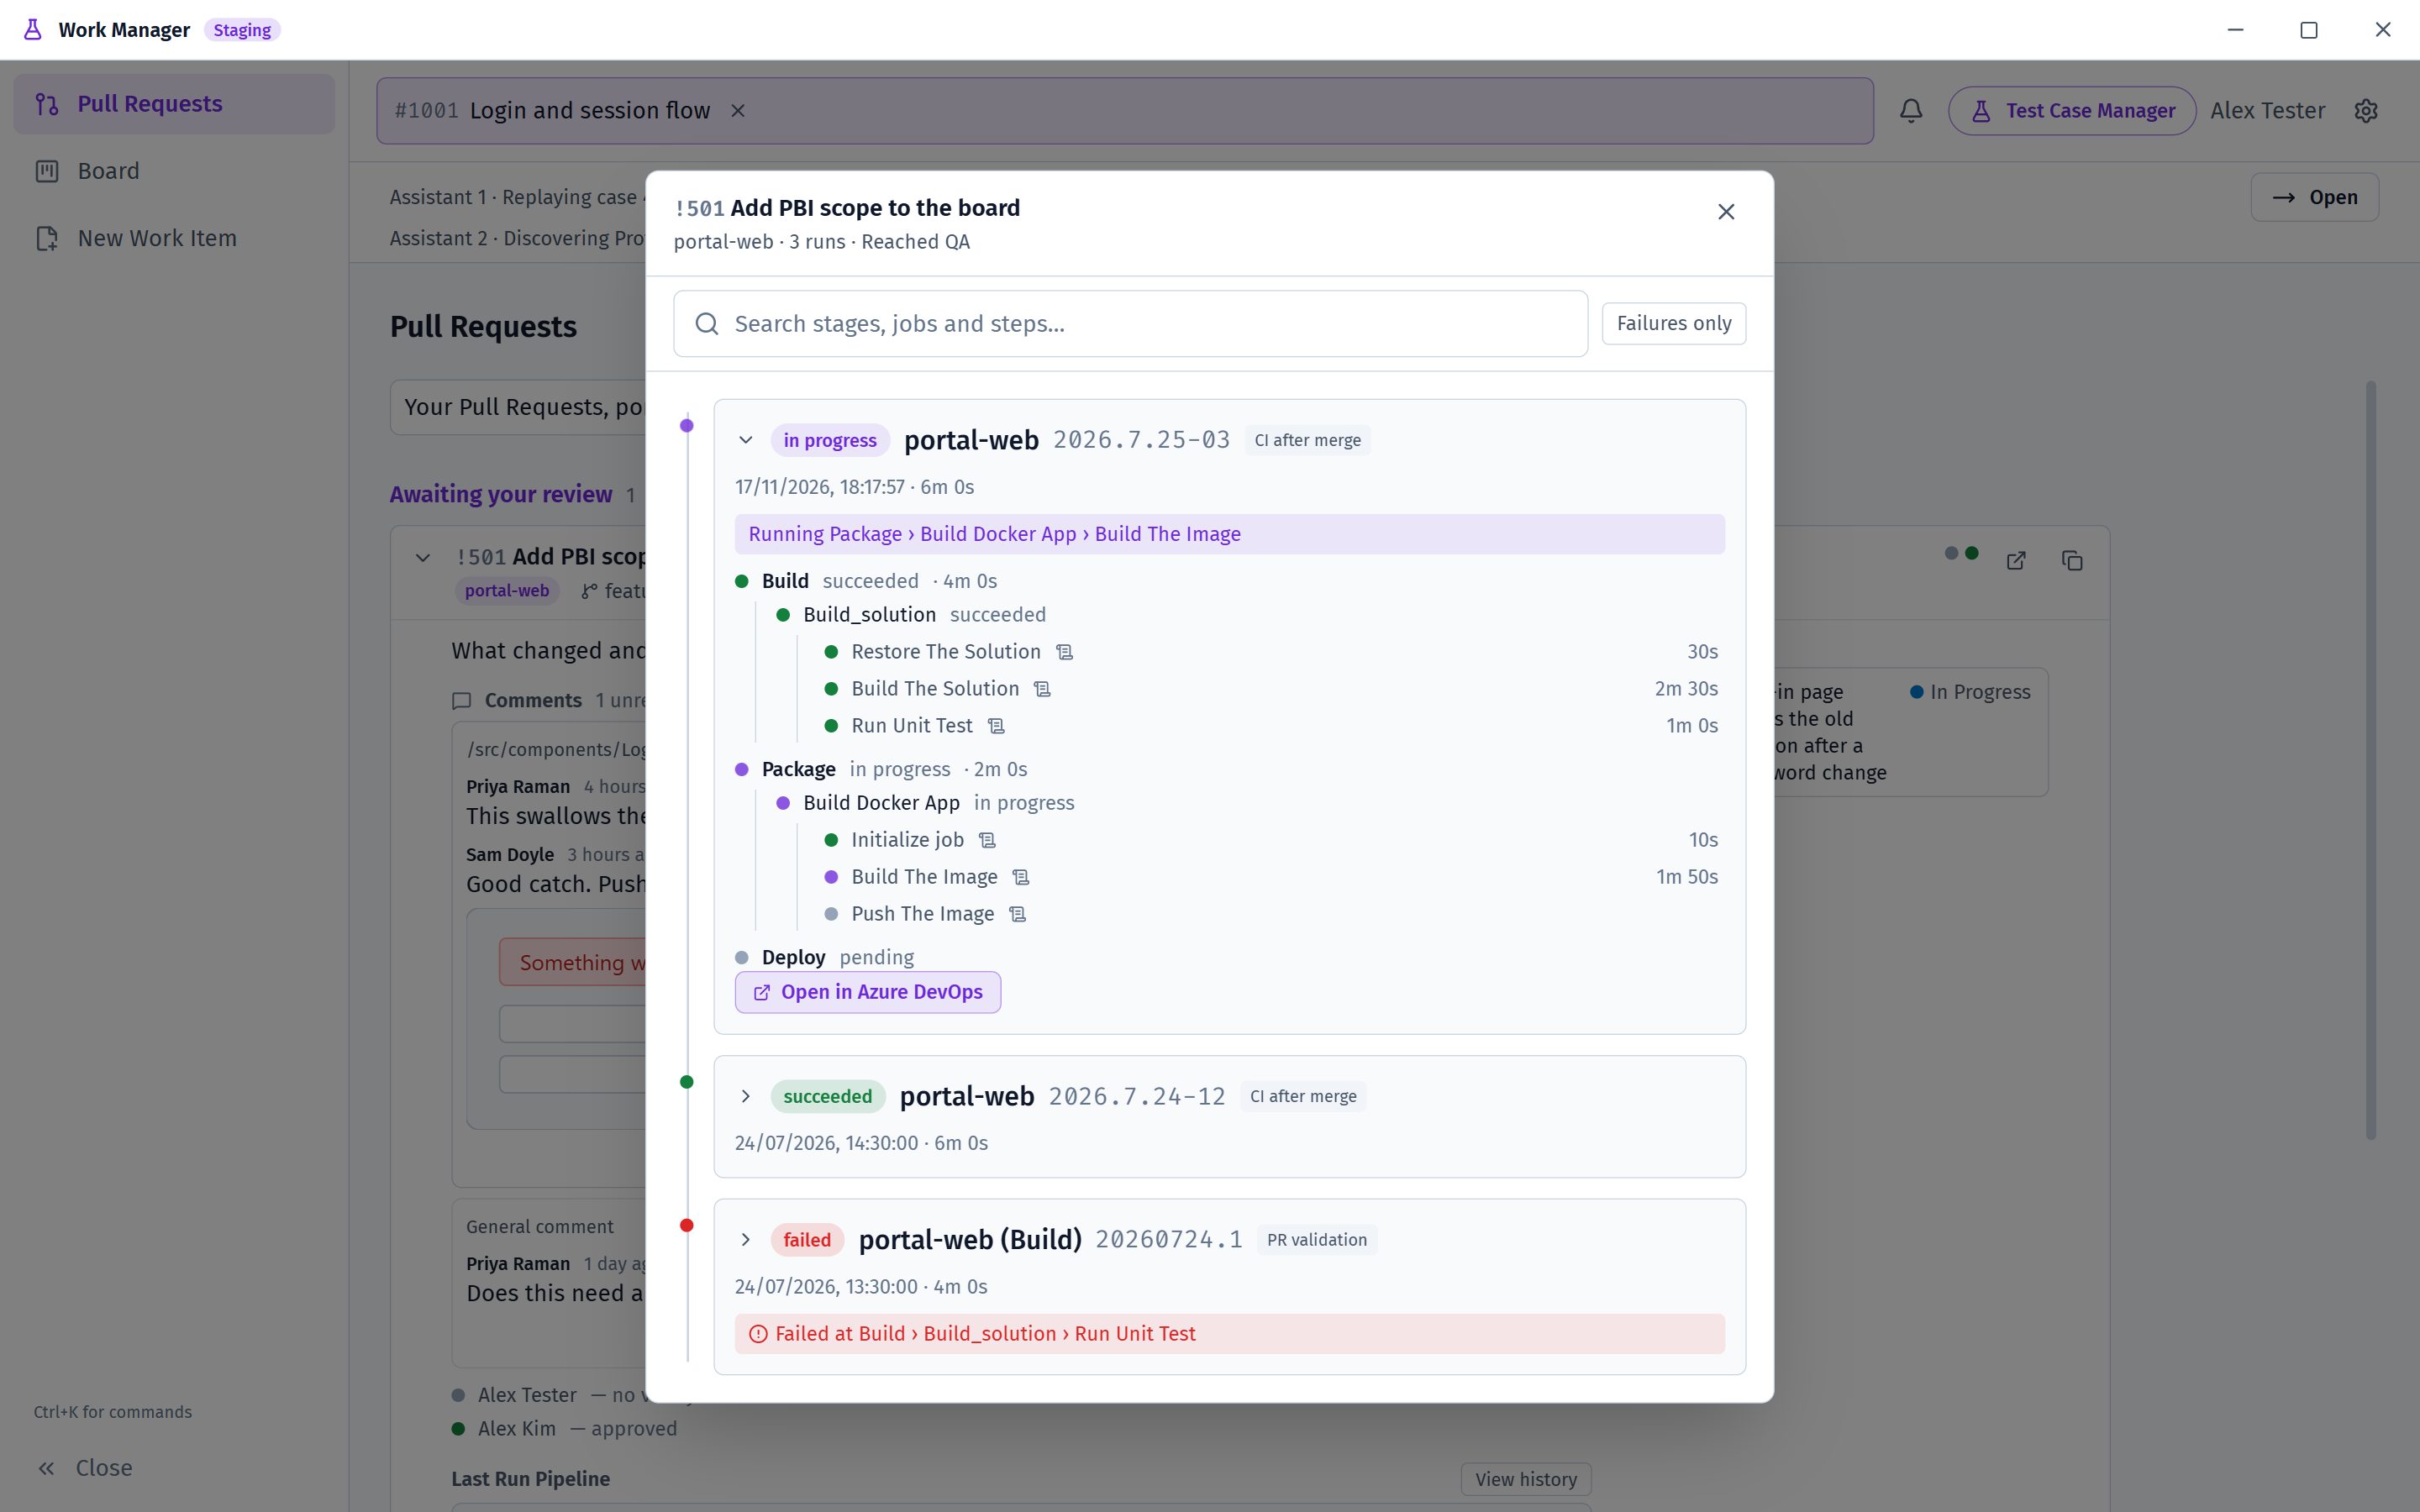 Work Manager Staging
Pull Requests
Board
New Work Item
Ctrl+K for commands
Close
#1001 Login and session flow
Test Case Manager
Alex Tester
Assistant 1 · Replaying case
Assistant 2 · Discovering
Open
Pull Requests
Your Pull Requests,
Awaiting your review 1
!501 Add PBI
portal-web
What changed and
Comments 1
/src/components/
Priya Raman 4 hours
This swallows the
Sam Doyle 3 hours
Good catch.
Something
General comment
Priya Raman 1 day
Does this need a
Alex Tester — no
Alex Kim — approved
Last Run Pipeline
View history
-in page
In Progress
the old
on after a
word change
!501 Add PBI scope to the board
portal-web · 3 runs · Reached QA
Search stages, jobs and steps...
Failures only
in progress portal-web 2026.7.25-03 CI after merge
17/11/2026, 18:17:57 · 6m 0s
Running Package › Build Docker App › Build The Image
Build succeeded · 4m 0s
Build_solution succeeded
Restore The Solution 30s
Build The Solution 2m 30s
Run Unit Test 1m 0s
Package in progress · 2m 0s
Build Docker App in progress
Initialize job 10s
Build The Image 1m 50s
Push The Image
Deploy pending
Open in Azure DevOps
succeeded portal-web 2026.7.24-12 CI after merge
24/07/2026, 14:30:00 · 6m 0s
failed portal-web (Build) 20260724.1 PR validation
24/07/2026, 13:30:00 · 4m 0s
Failed at Build › Build_solution › Run Unit Test